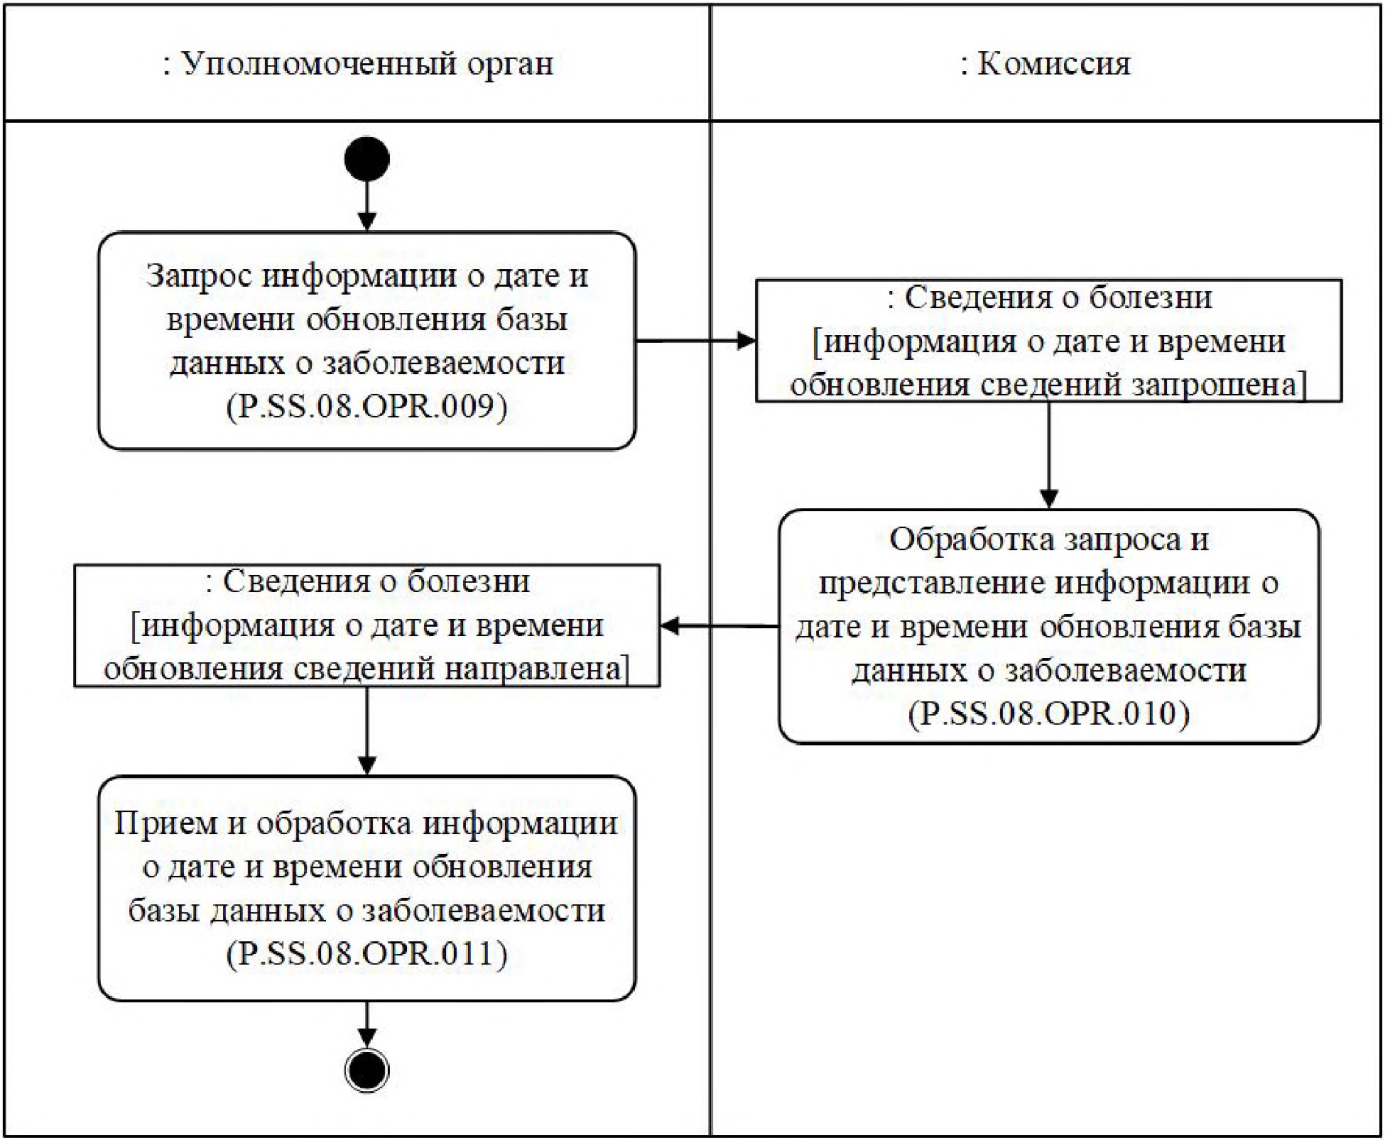 : Уполномоченный орган
: Комиссия
Запрос информации о дате и
времени обновления базы
данных о заболеваемости
(P.SS.08.OPR.009)
: Сведения о болезни
[информация о дате и времени
обновления сведений запрошена]
Обработка запроса и
представление информации о
дате и времени обновления базы
данных о заболеваемости
(P.SS.08.OPR.010)
: Сведения о болезни
[информация о дате и времени
обновления сведений направлена]
Прием и обработка информации
о дате и времени обновления
базы данных о заболеваемости
(P.SS.08.OPR.011)